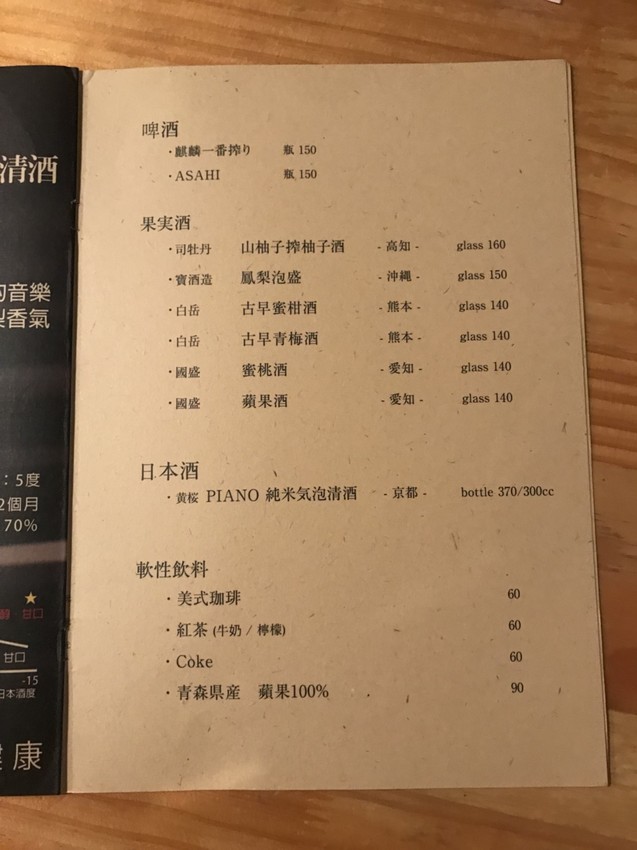 清酒
的音樂
香氣
：5度
2個月
70%
★
甘口
甘口
-15
日本酒度
康
啤酒
・麒麟一番搾り 瓶 150
・ASAHI 瓶 150
果実酒
・司牡丹 山柚子搾柚子酒 - 高知 - glass 160
・寶酒造 鳳梨泡盛 - 沖縄 - glass 150
・白岳 古早蜜柑酒 - 熊本 - glass 140
・白岳 古早青梅酒 - 熊本 - glass 140
・國盛 蜜桃酒 - 愛知 - glass 140
・國盛 蘋果酒 - 愛知 - glass 140
日本酒
・黄桜 PIANO 純米気泡清酒 - 京都 - bottle 370/300cc
軟性飲料
・美式珈琲 60
・紅茶 (牛奶 / 檸檬) 60
・Coke 60
・青森県産 蘋果100% 90